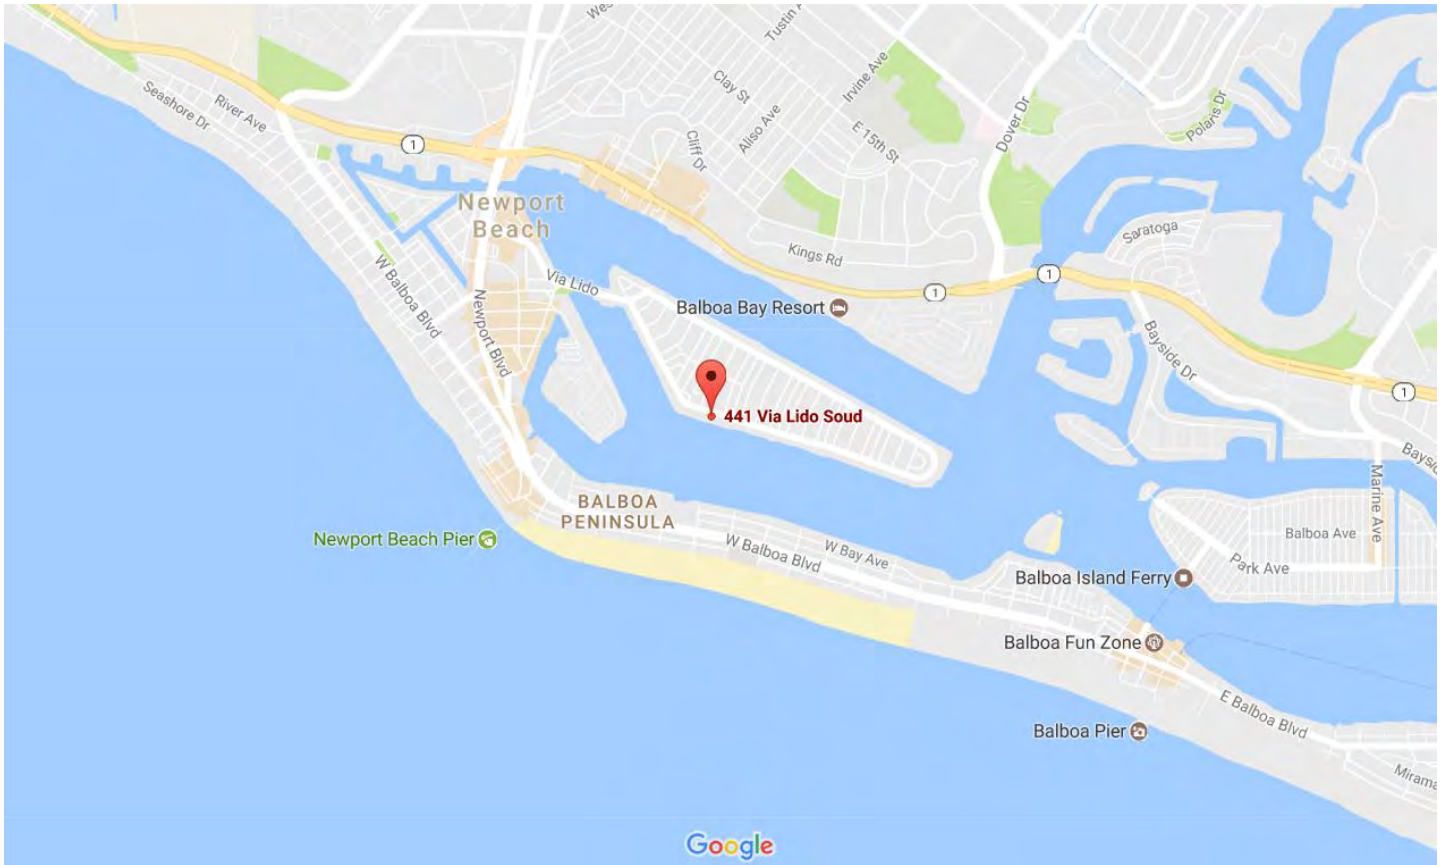 Wes
Tustin A
Clay St
Irvine Ave
Aliso Ave
E 15th St
Cliff Dr
Dover Dr
Polaris Dr
Seashore Dr
River Ave
1
Newport
Beach
Kings Rd
Saratoga
1
1
Via Lido
W Balboa Blvd
Newport Blvd
Balboa Bay Resort
Bayside Dr
1
441 Via Lido Soud
Baysid
Marine Ave
BALBOA
PENINSULA
Newport Beach Pier
W Balboa Blvd
W Bay Ave
Balboa Ave
Park Ave
Balboa Island Ferry
Balboa Fun Zone
E Balboa Blvd
Balboa Pier
Mirama
Google